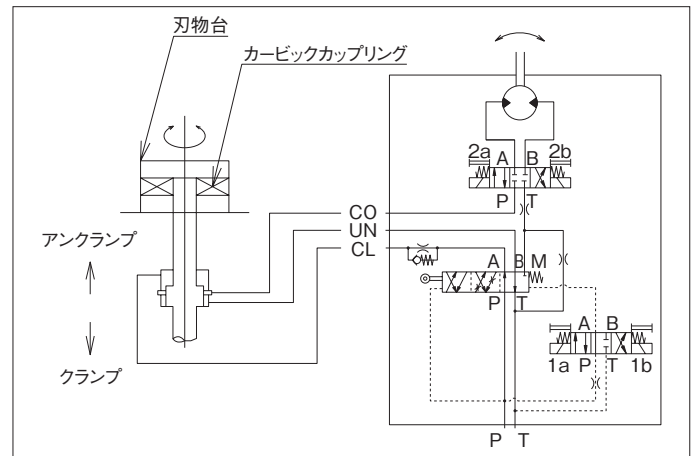 刃物台
カービックカップリング
アンクランプ
クランプ
CO
UN
CL
2a A B 2b
P T
A B M
P T
A B
1a P T 1b
P T